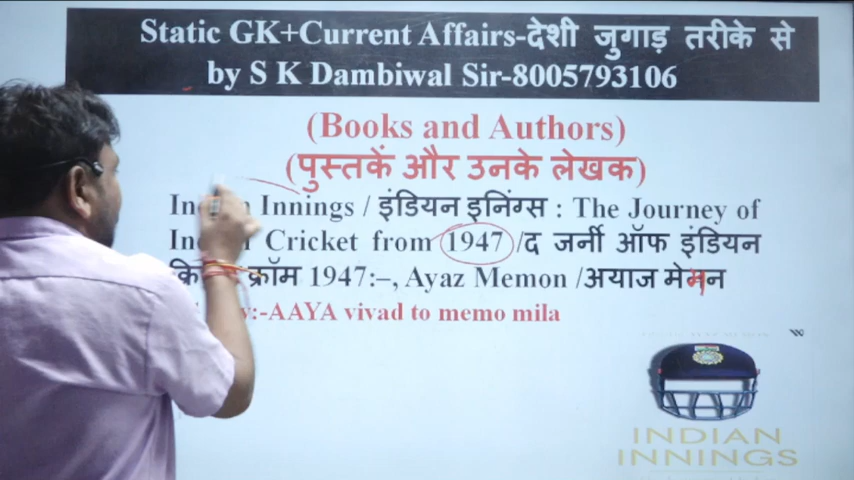 Static GK+Current Affairs-देशी जुगाड़ तरीके से
by S K Dambiwal Sir-8005793106
(Books and Authors)
(पुस्तकें और उनके लेखक)
Innings / इंडियन इनिंग्स : The Journey of
Cricket from 1947 /द जर्नी ऑफ इंडियन
फ्रॉम 1947:–, Ayaz Memon /अयाज मेमन
:-AAYA vivad to memo mila
INDIAN
INNINGS